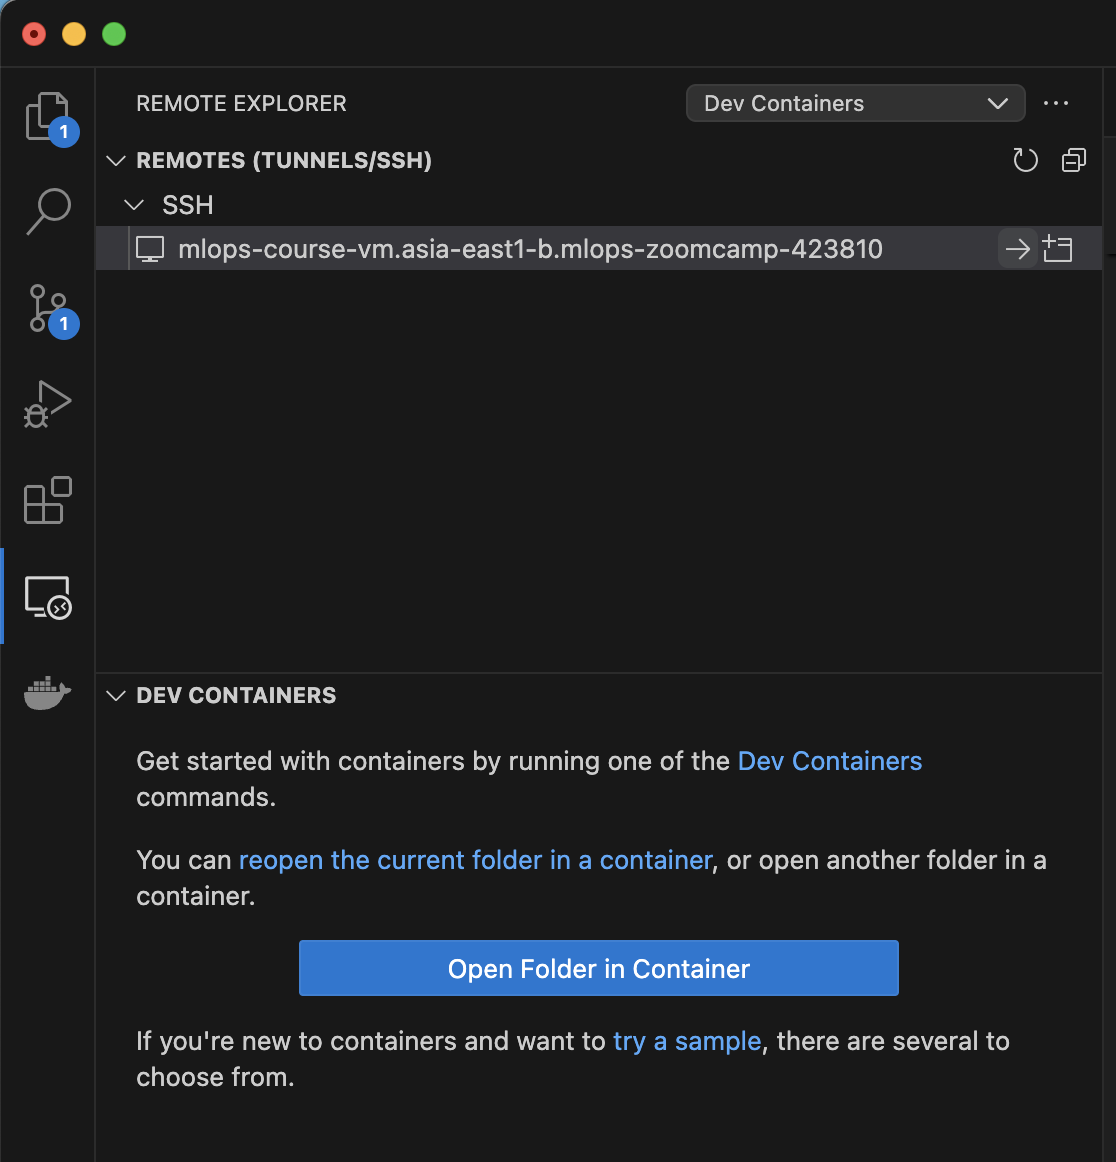 REMOTE EXPLORER
Dev Containers
REMOTES (TUNNELS/SSH)
SSH
mlops-course-vm.asia-east1-b.mlops-zoomcamp-423810
1
1
DEV CONTAINERS
Get started with containers by running one of the Dev Containers
commands.
You can reopen the current folder in a container, or open another folder in a
container.
Open Folder in Container
If you're new to containers and want to try a sample, there are several to
choose from.